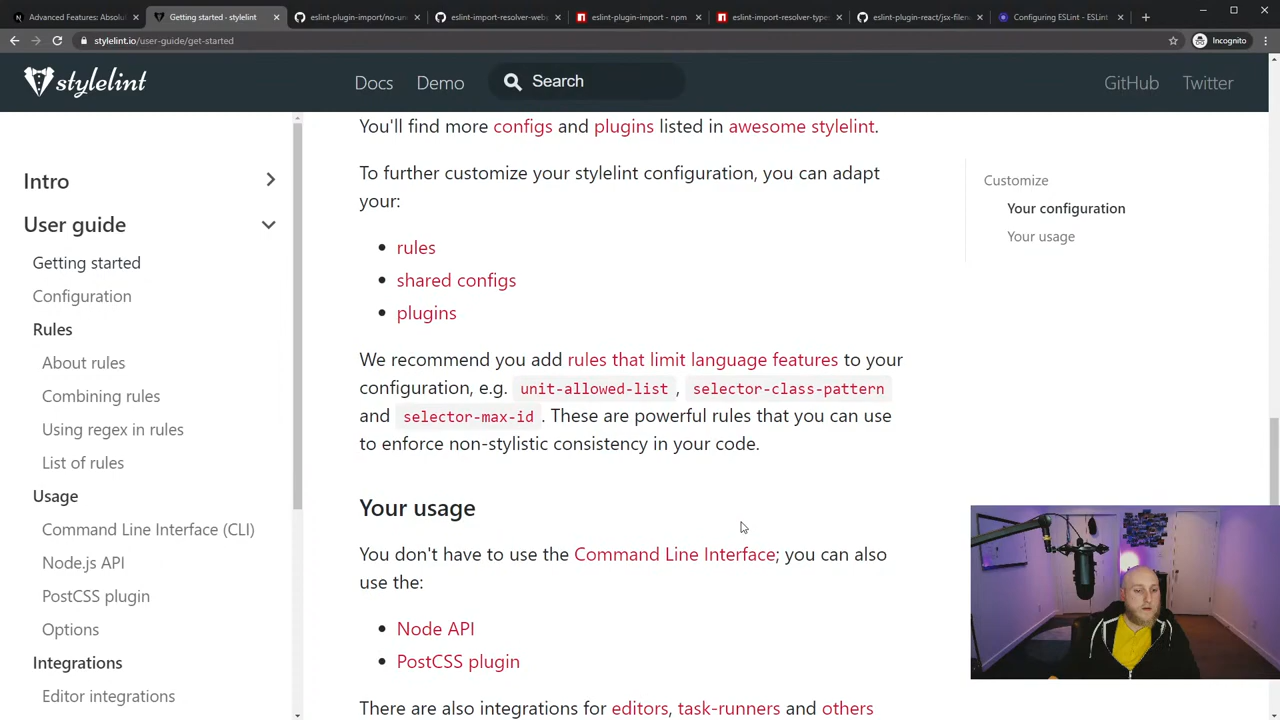 Advanced Features: Absolu
Getting started - stylelint
eslint-plugin-import/no-un
eslint-import-resolver-web
eslint-plugin-import - npm
eslint-import-resolver-type
eslint-plugin-react/jsx-filen
Configuring ESLint - ESLint
stylelint.io/user-guide/get-started
Incognito
stylelint
Docs
Demo
Search
GitHub
Twitter
Intro
User guide
Getting started
Configuration
Rules
About rules
Combining rules
Using regex in rules
List of rules
Usage
Command Line Interface (CLI)
Node.js API
PostCSS plugin
Options
Integrations
Editor integrations
You'll find more configs and plugins listed in awesome stylelint.
To further customize your stylelint configuration, you can adapt
your:
rules
shared configs
plugins
We recommend you add rules that limit language features to your
configuration, e.g. unit-allowed-list, selector-class-pattern
and selector-max-id. These are powerful rules that you can use
to enforce non-stylistic consistency in your code.
Your usage
You don't have to use the Command Line Interface; you can also
use the:
Node API
PostCSS plugin
There are also integrations for editors, task-runners and others
Customize
Your configuration
Your usage